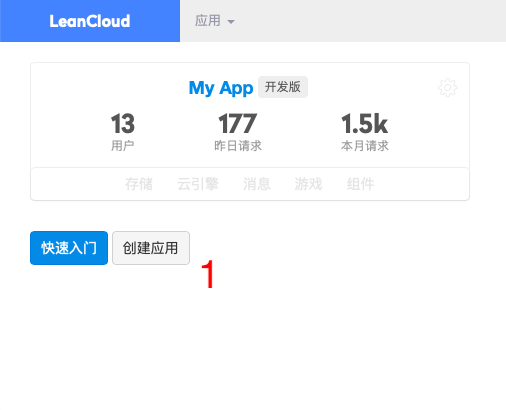 LeanCloud 应用
My App 开发版
13 177 1.5k
用户 昨日请求 本月请求
存储 云引擎 消息 游戏 组件
快速入门 创建应用
1